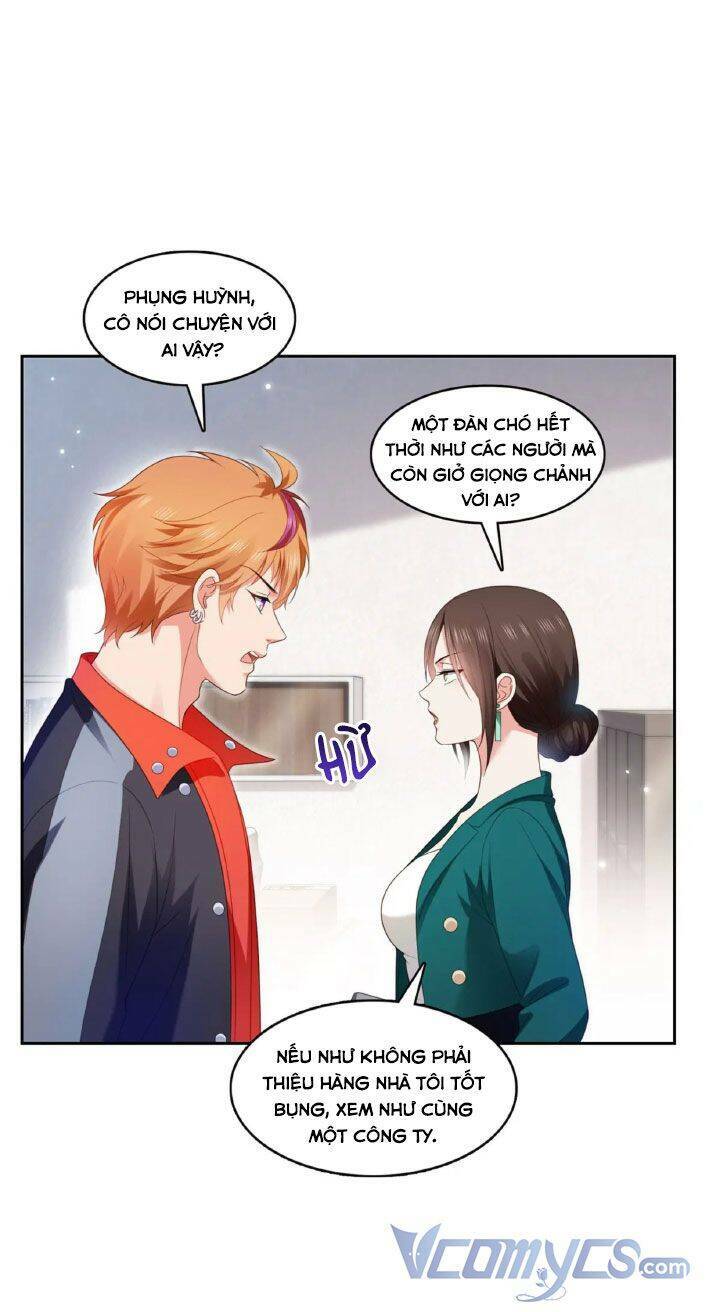 PHỤNG HUỲNH,
CÔ NÓI CHUYỆN VỚI
AI VẬY?
MỘT ĐÀN CHÓ HẾT
THỜI NHƯ CÁC NGƯỜI MÀ
CÒN GIỞ GIỌNG CHẢNH
VỚI AI?
HỪ
NẾU NHƯ KHÔNG PHẢI
THIỆU HÀNG NHÀ TÔI TỐT
BỤNG, XEM NHƯ CÙNG
MỘT CÔNG TY.
VCOMYCS.com